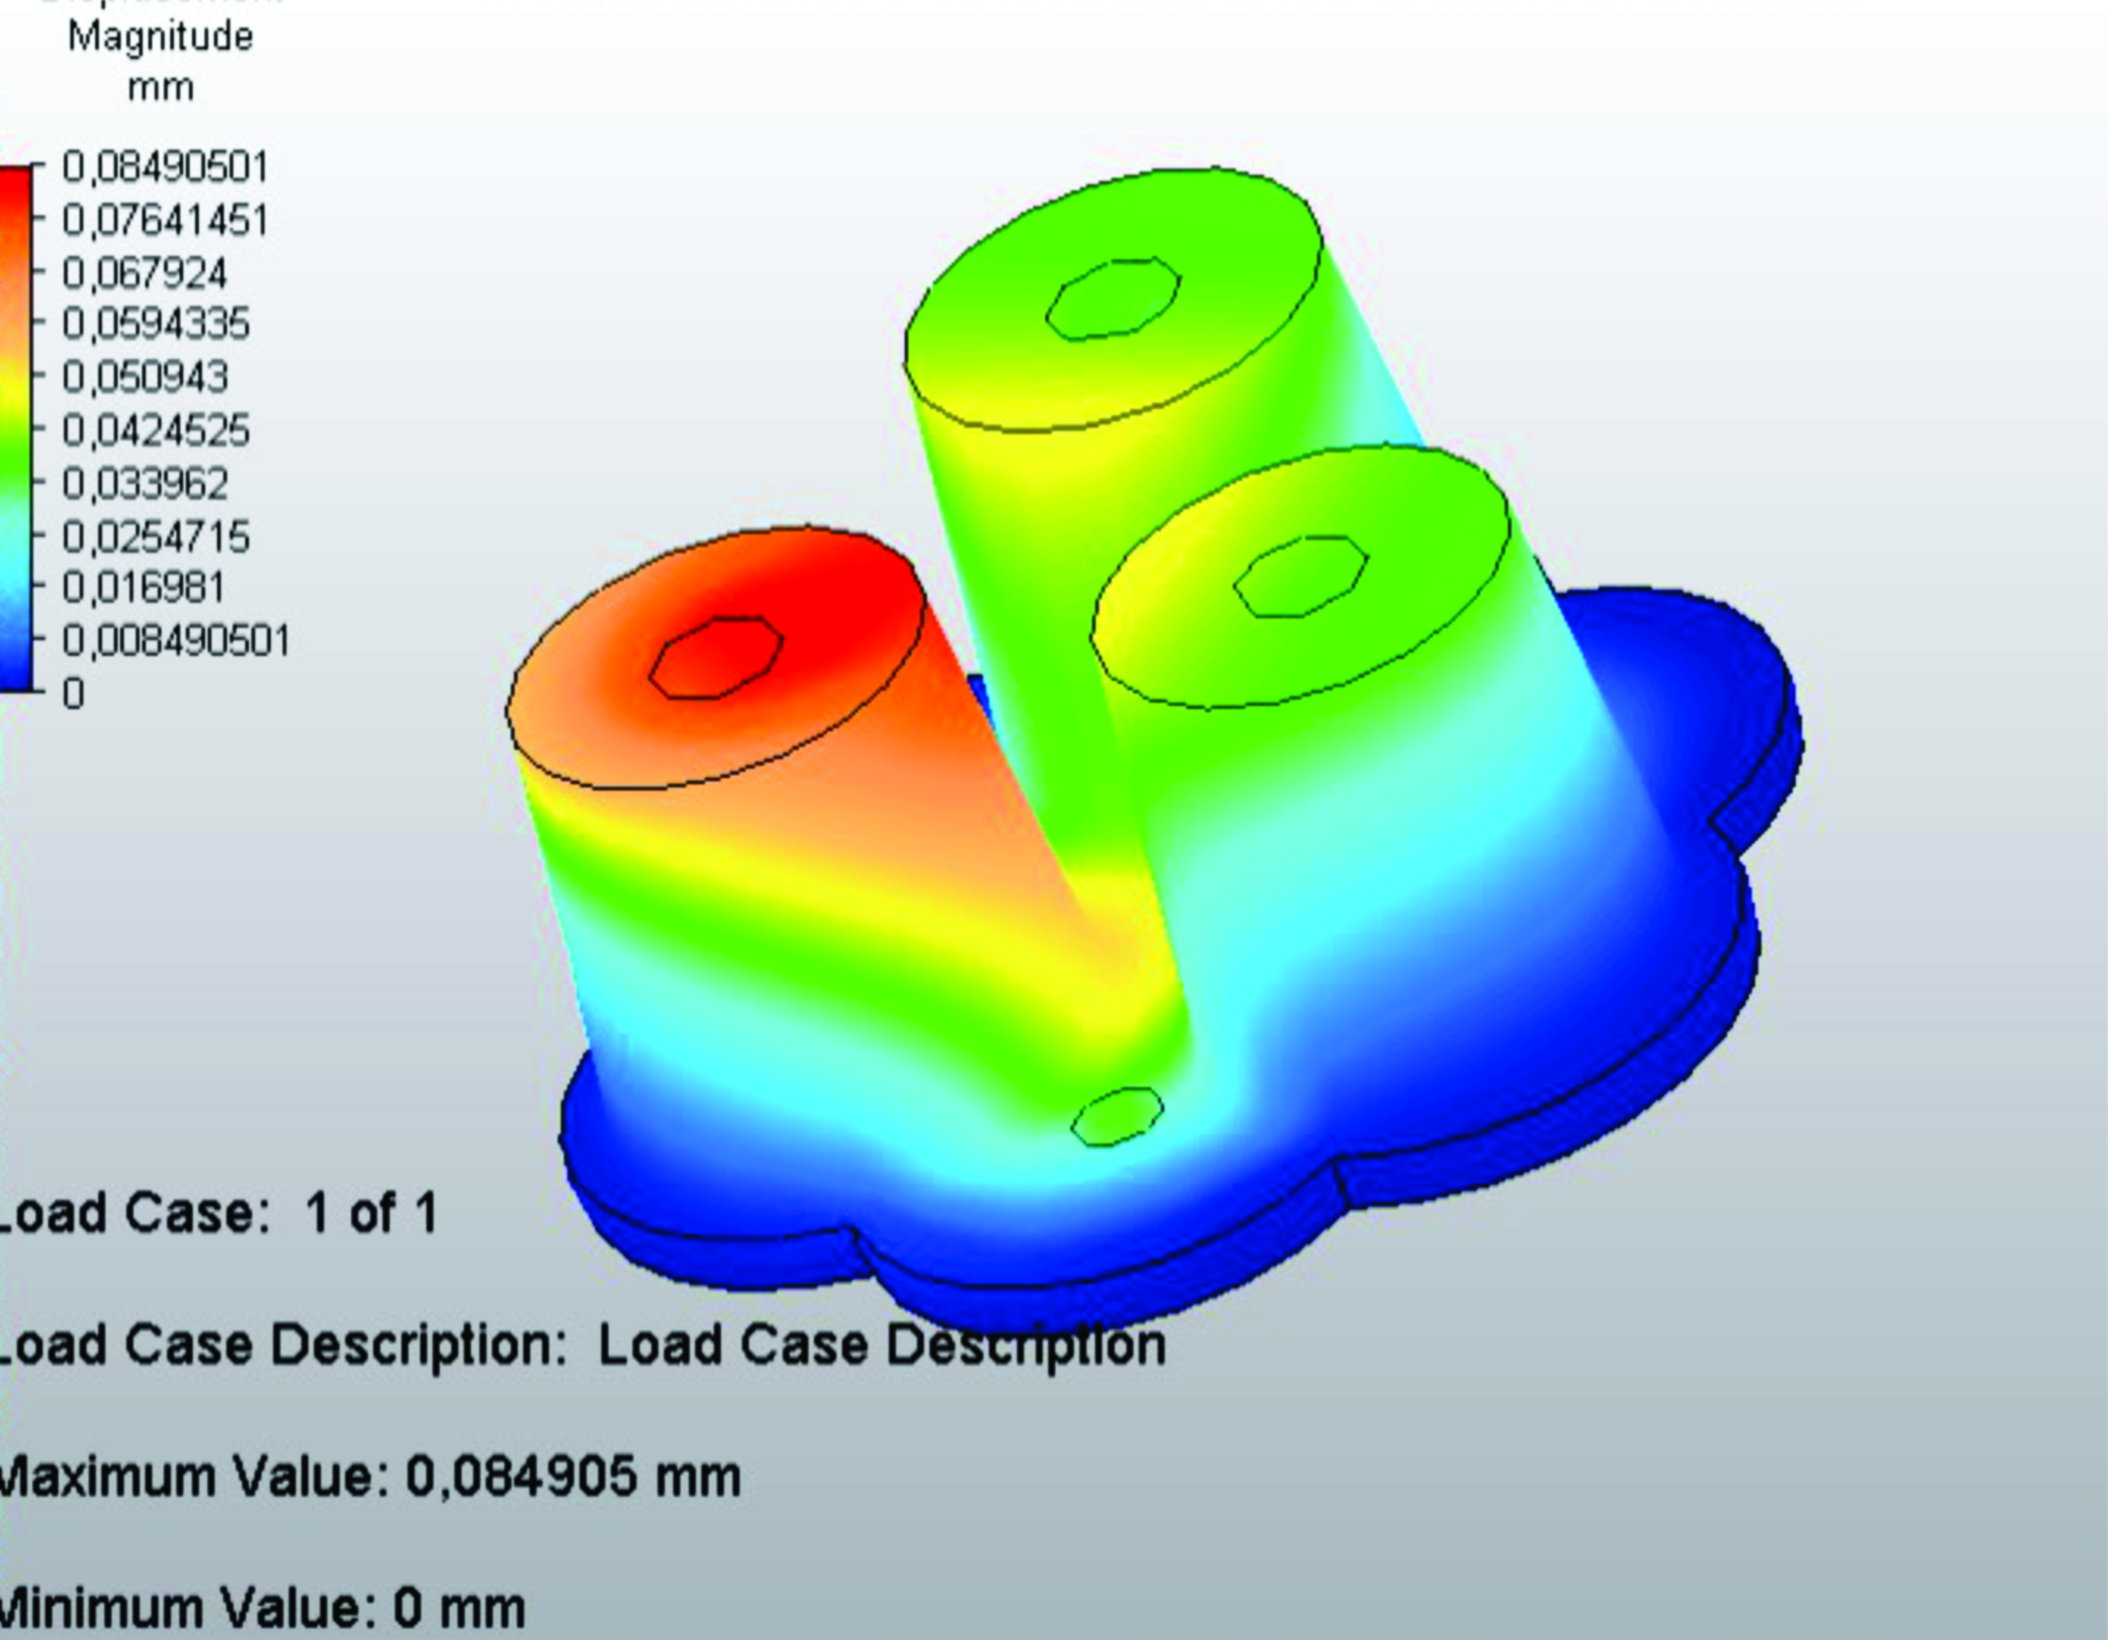 Magnitude
mm
0,08490501
0,07641451
0,067924
0,0594335
0,050943
0,0424525
0,033962
0,0254715
0,016981
0,008490501
0
Load Case: 1 of 1
Load Case Description: Load Case Description
Maximum Value: 0,084905 mm
Minimum Value: 0 mm